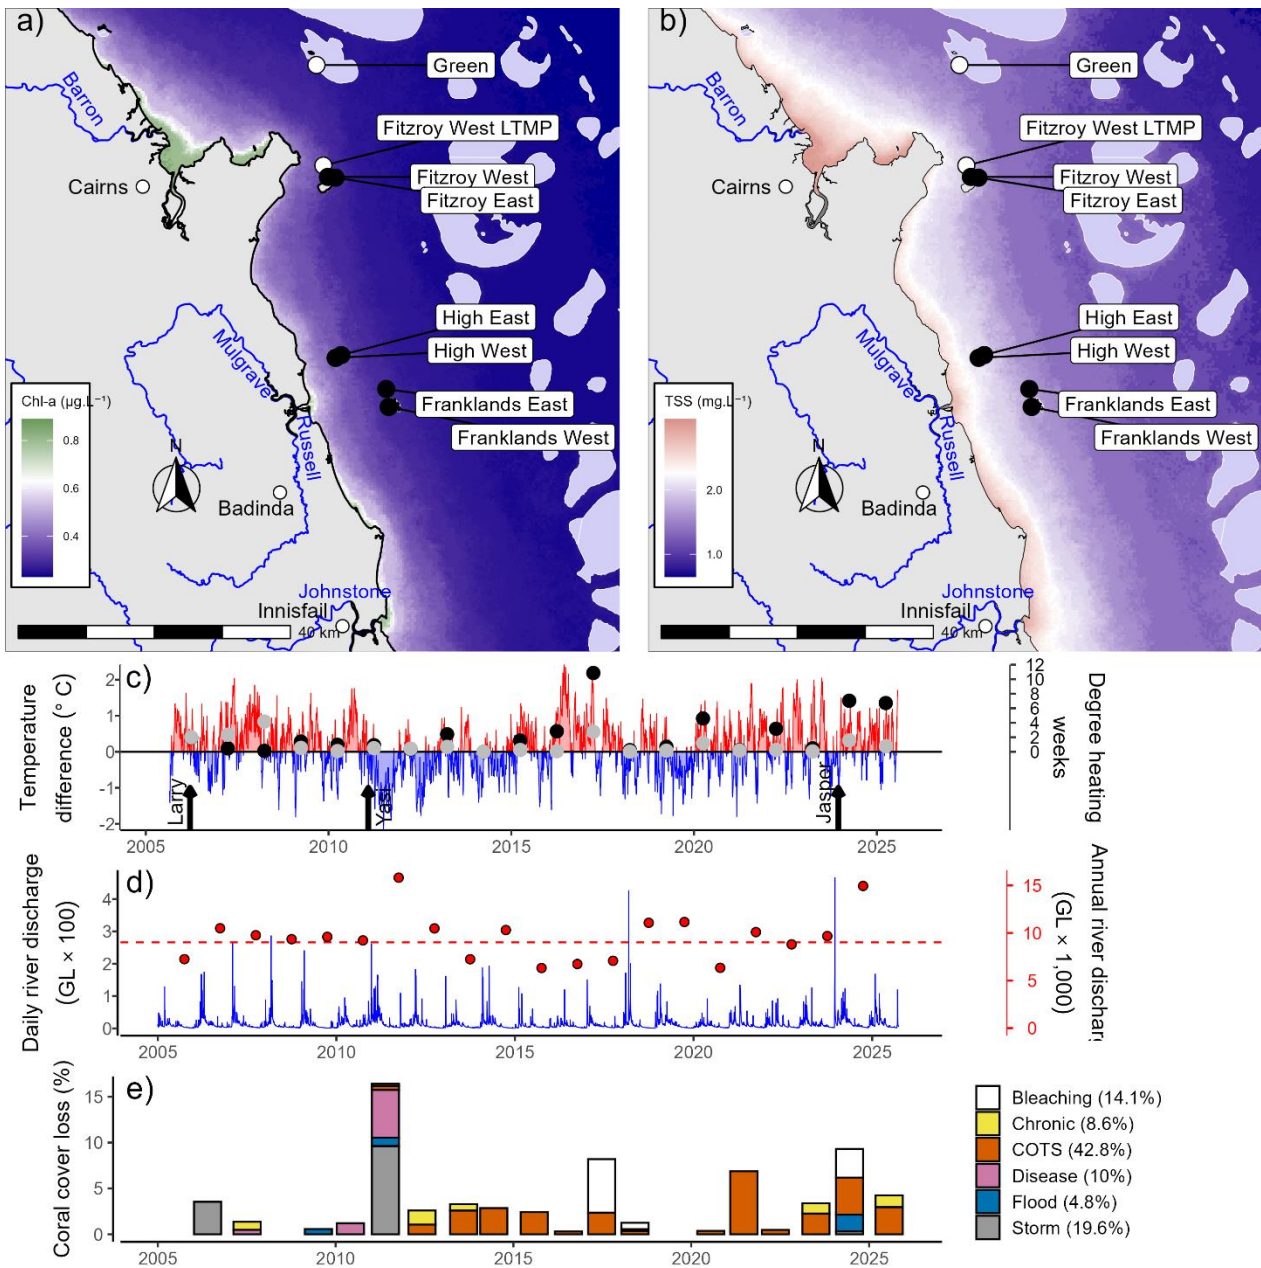 a)
Barron
Green
Fitzroy West LTMP
Cairns
Fitzroy West
Fitzroy East
High East
High West
Mulgrave
Chl-a (µg.L⁻¹)
Franklands East
0.8
Russell
Franklands West
N
0.6
Badinda
0.4
Johnstone
Innisfail
40 km
b)
Barron
Green
Fitzroy West LTMP
Cairns
Fitzroy West
Fitzroy East
High East
High West
Mulgrave
TSS (mg.L⁻¹)
Franklands East
Russell
Franklands West
N
2.0
Badinda
1.0
Johnstone
Innisfail
40 km
c)
Temperature
difference (° C)
2
1
0
-1
-2
Larry
Yasi
Jasper
12
10
8
6
4
2
0
Degree heating
weeks
2005
2010
2015
2020
2025
d)
Daily river discharge
(GL × 100)
4
3
2
1
0
15
10
5
0
Annual river discharg
(GL × 1,000)
2005
2010
2015
2020
2025
e)
Coral cover loss (%)
15
10
5
0
2005
2010
2015
2020
2025
Bleaching (14.1%)
Chronic (8.6%)
COTS (42.8%)
Disease (10%)
Flood (4.8%)
Storm (19.6%)